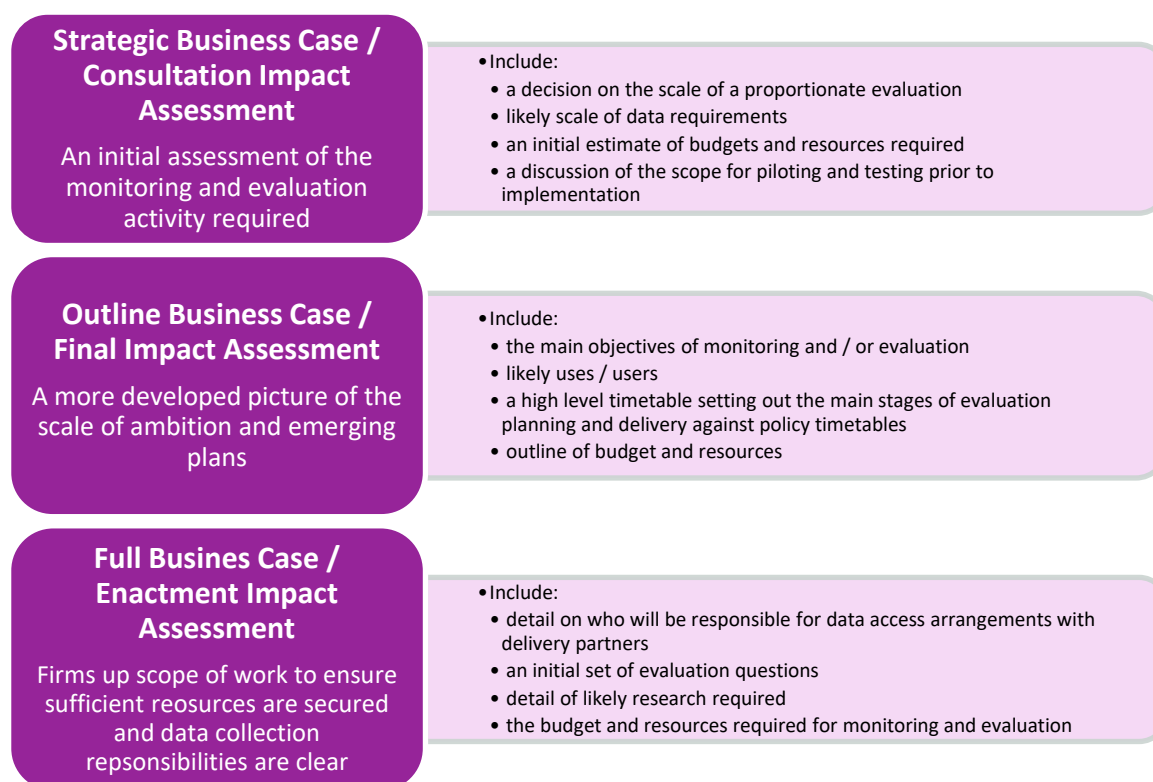 Strategic Business Case /
Consultation Impact
Assessment
An initial assessment of the
monitoring and evaluation
activity required
•Include:
• a decision on the scale of a proportionate evaluation
• likely scale of data requirements
• an initial estimate of budgets and resources required
• a discussion of the scope for piloting and testing prior to
implementation
Outline Business Case /
Final Impact Assessment
A more developed picture of the
scale of ambition and emerging
plans
•Include:
• the main objectives of monitoring and / or evaluation
• likely uses / users
• a high level timetable setting out the main stages of evaluation
planning and delivery against policy timetables
• outline of budget and resources
Full Busines Case /
Enactment Impact
Assessment
Firms up scope of work to ensure
sufficient reosurces are secured
and data collection
repsonsibilities are clear
•Include:
• detail on who will be responsible for data access arrangements with
delivery partners
• an initial set of evaluation questions
• detail of likely research required
• the budget and resources required for monitoring and evaluation